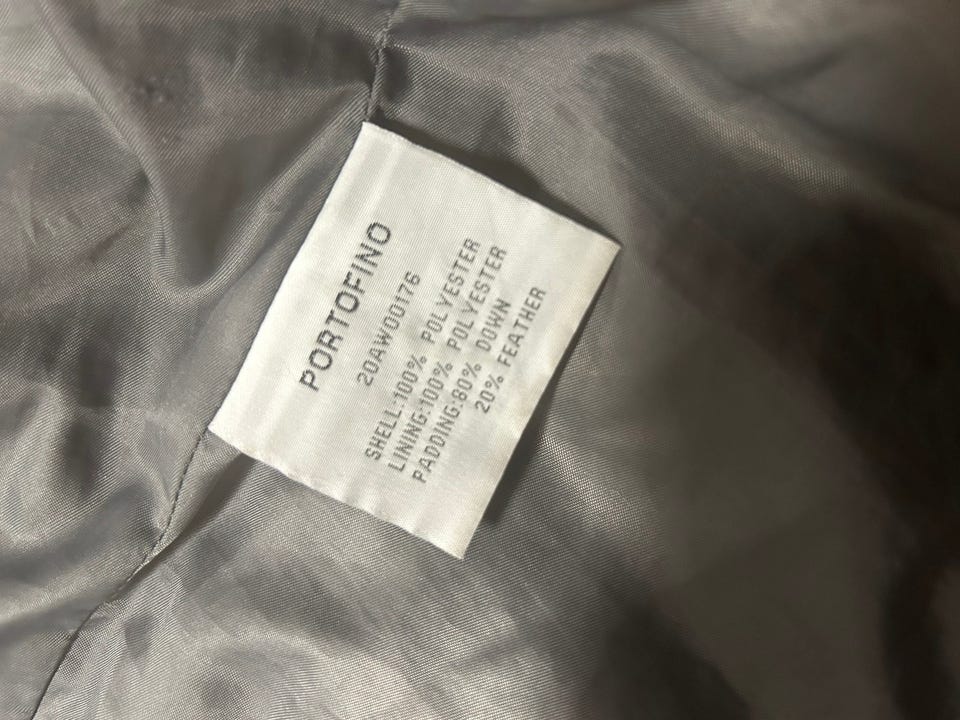 PORTOFINO
20AW00176
SHELL:100% POLYESTER
LINING:100% POLYESTER
PADDING:80% DOWN
20% FEATHER